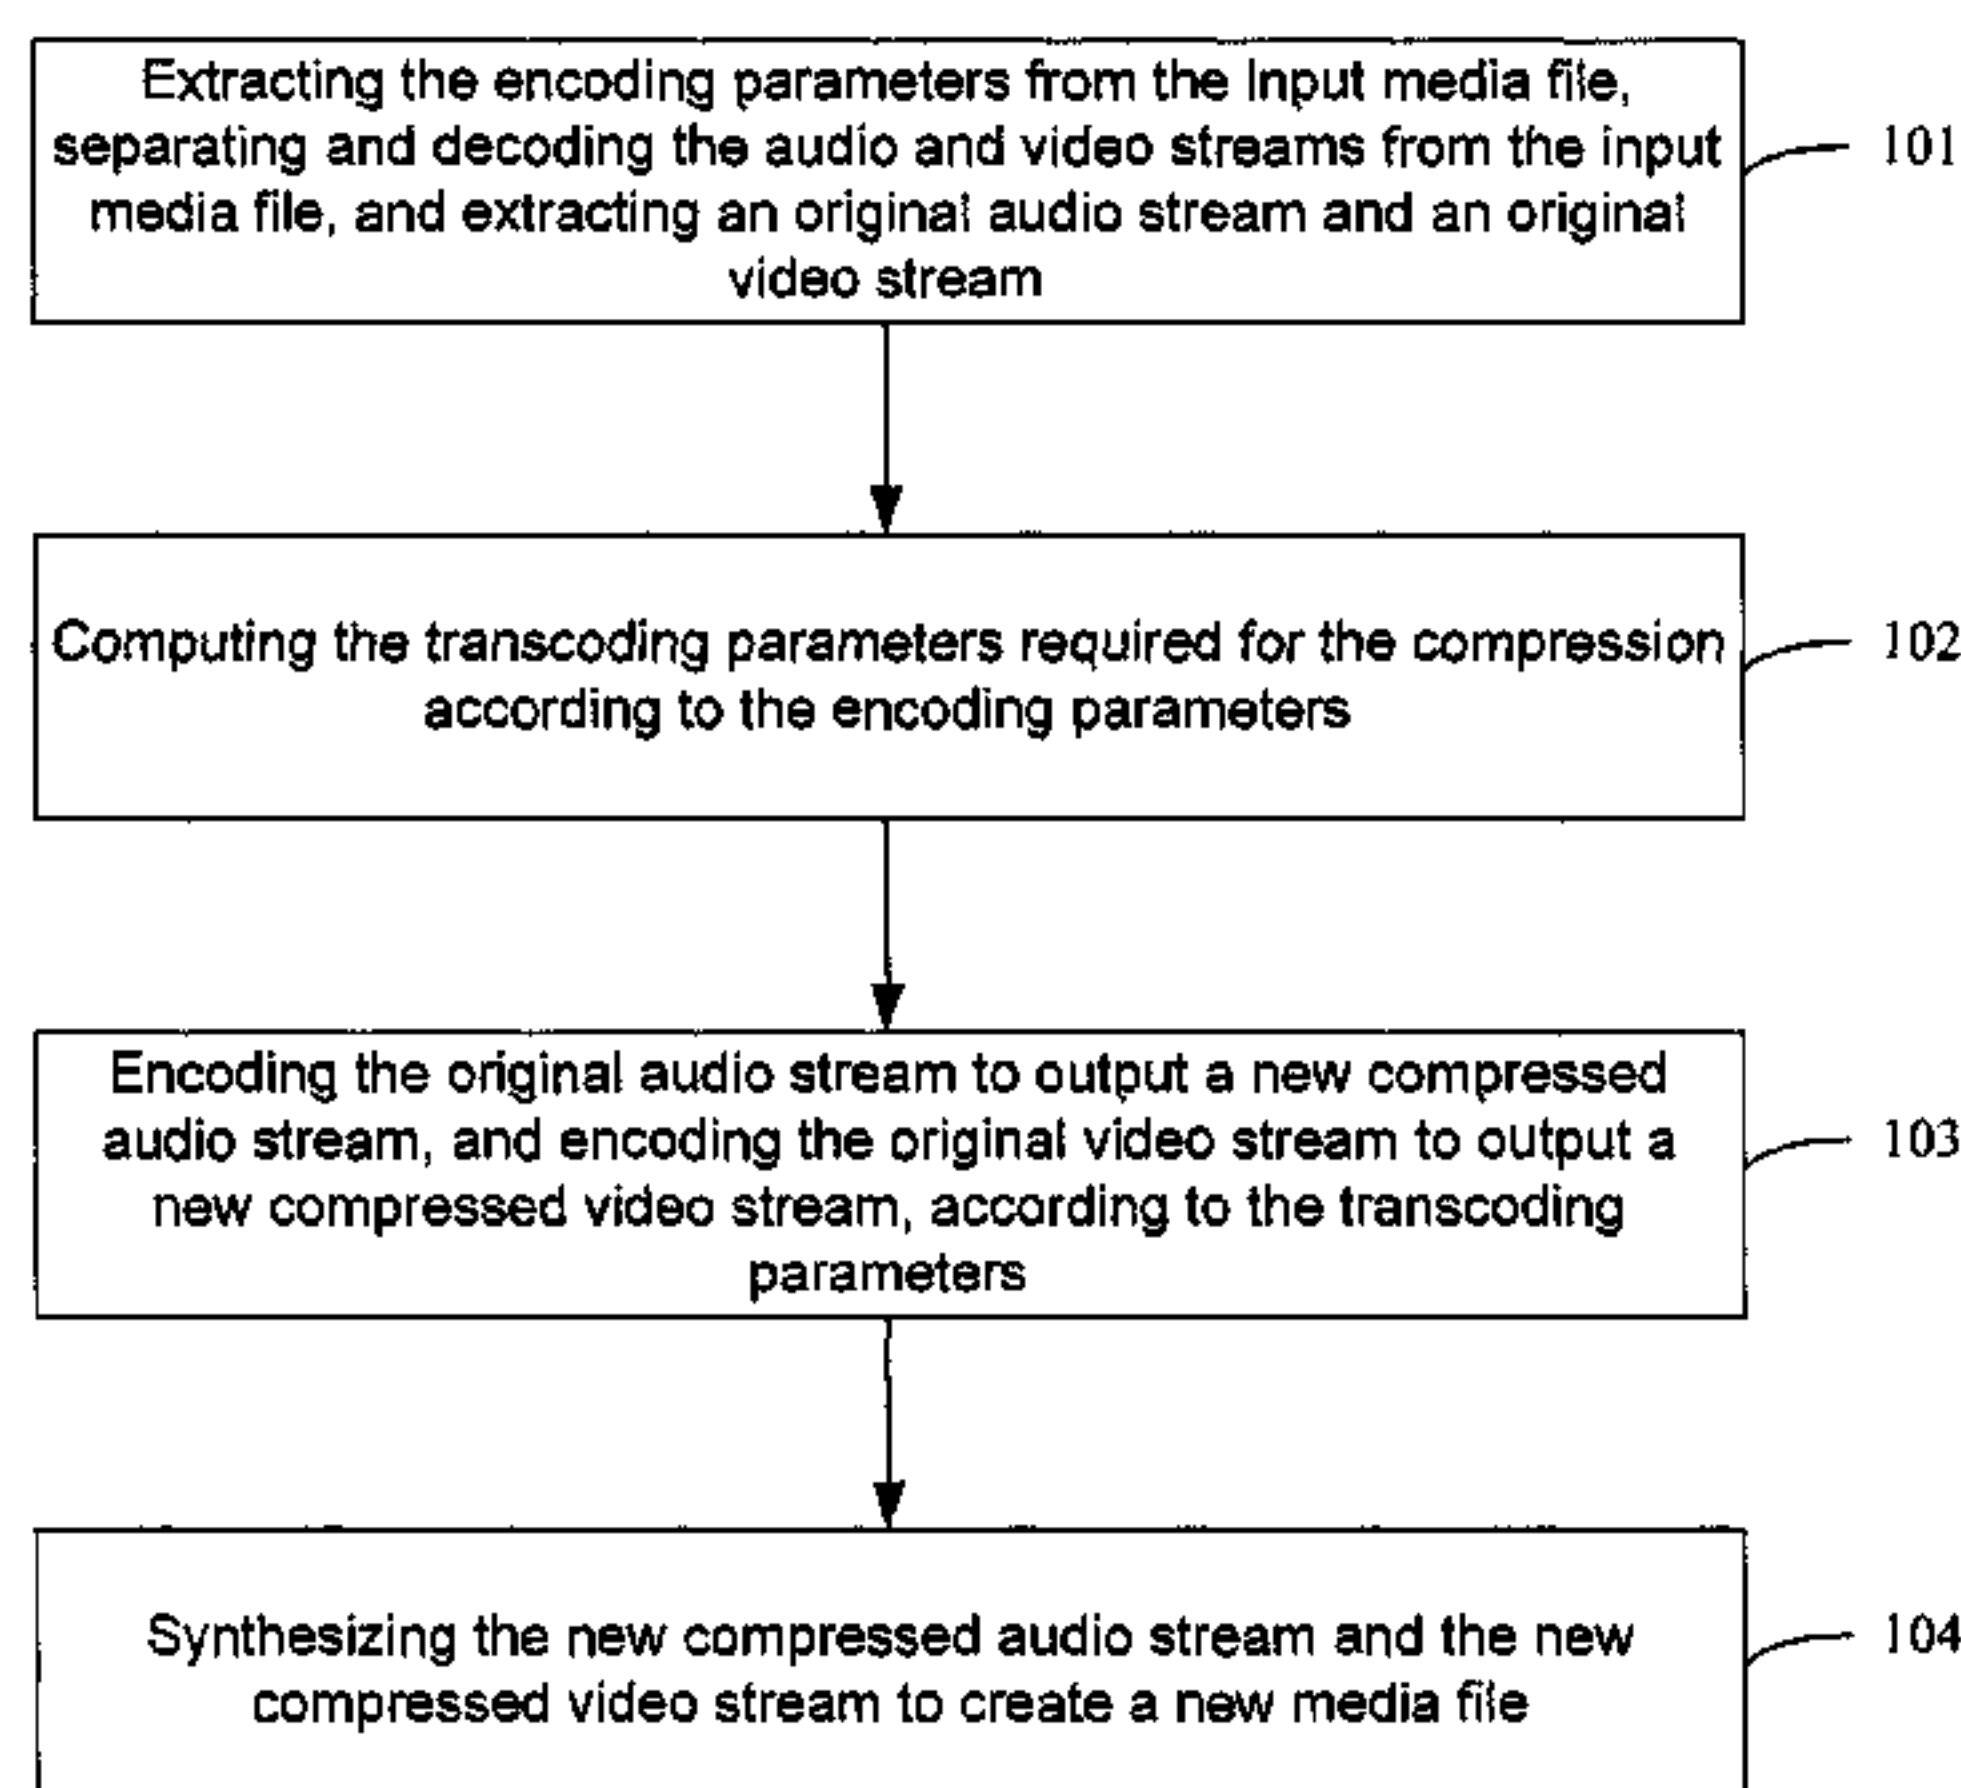 Extracting the encoding parameters from the Input media file,
separating and decoding the audio and video streams from the input
media file, and extracting an original audio stream and an original
video stream
101
Computing the transcoding parameters required for the compression
according to the encoding parameters
102
Encoding the original audio stream to output a new compressed
audio stream, and encoding the original video stream to output a
new compressed video stream, according to the transcoding
parameters
103
Synthesizing the new compressed audio stream and the new
compressed video stream to create a new media file
104